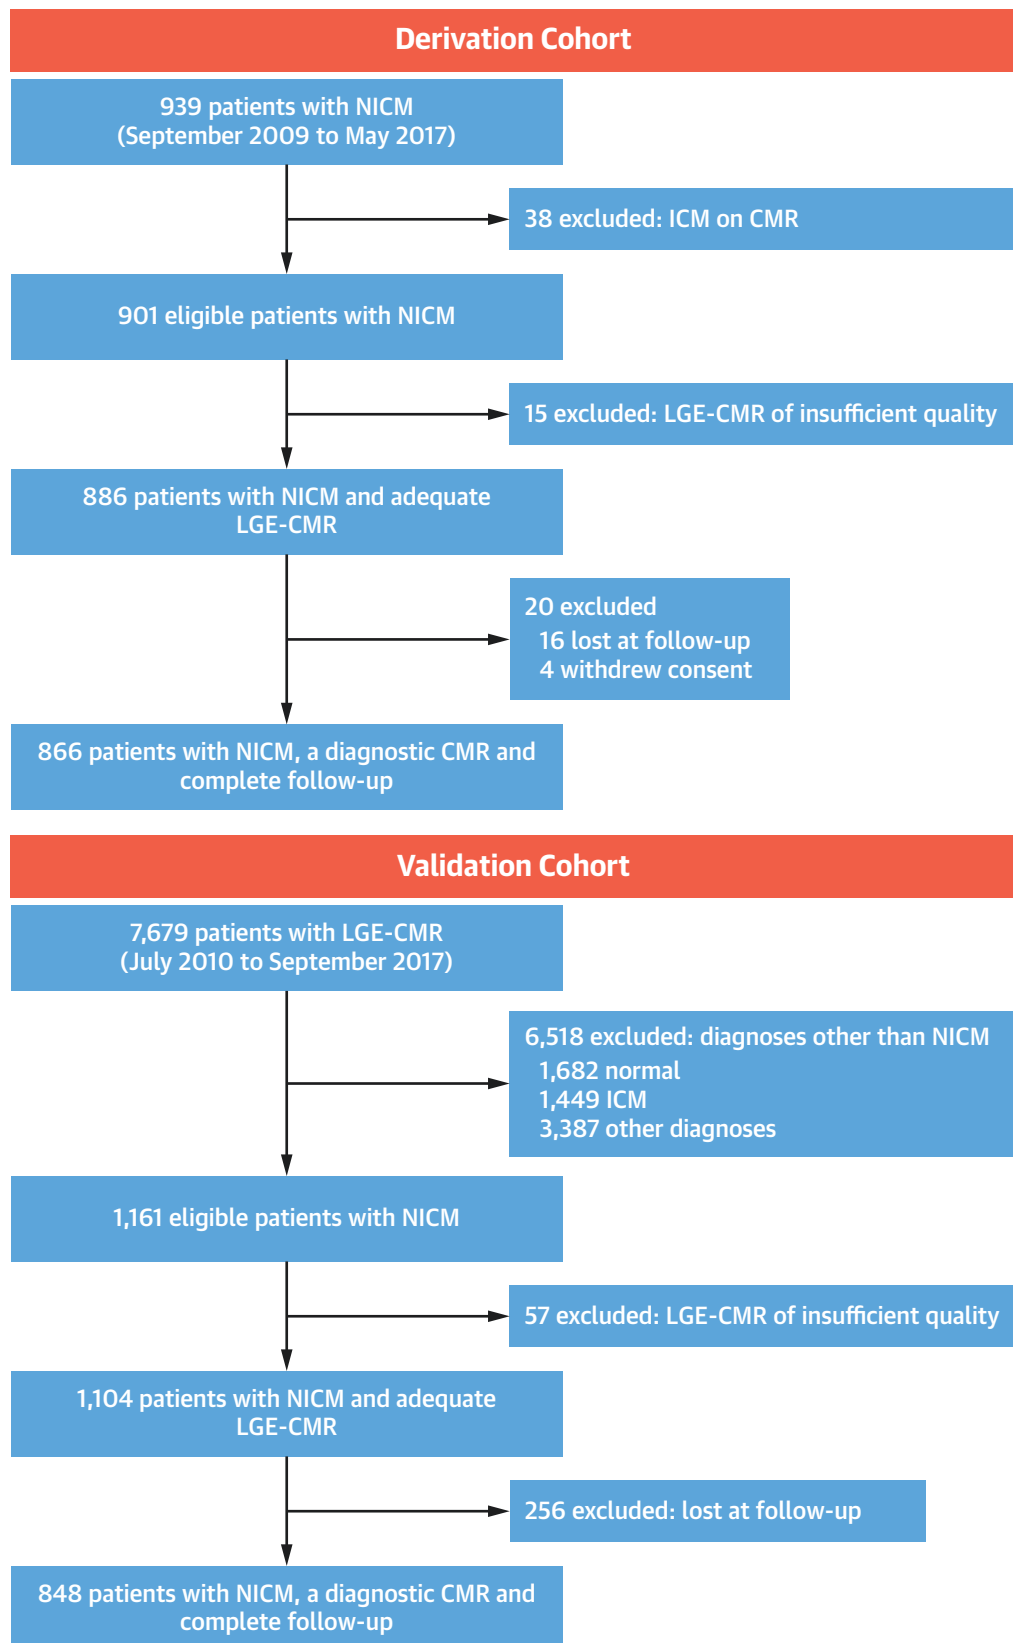 Derivation Cohort
939 patients with NICM
(September 2009 to May 2017)
38 excluded: ICM on CMR
901 eligible patients with NICM
15 excluded: LGE-CMR of insufficient quality
886 patients with NICM and adequate
LGE-CMR
20 excluded
16 lost at follow-up
4 withdrew consent
866 patients with NICM, a diagnostic CMR and
complete follow-up
Validation Cohort
7,679 patients with LGE-CMR
(July 2010 to September 2017)
6,518 excluded: diagnoses other than NICM
1,682 normal
1,449 ICM
3,387 other diagnoses
1,161 eligible patients with NICM
57 excluded: LGE-CMR of insufficient quality
1,104 patients with NICM and adequate
LGE-CMR
256 excluded: lost at follow-up
848 patients with NICM, a diagnostic CMR and
complete follow-up